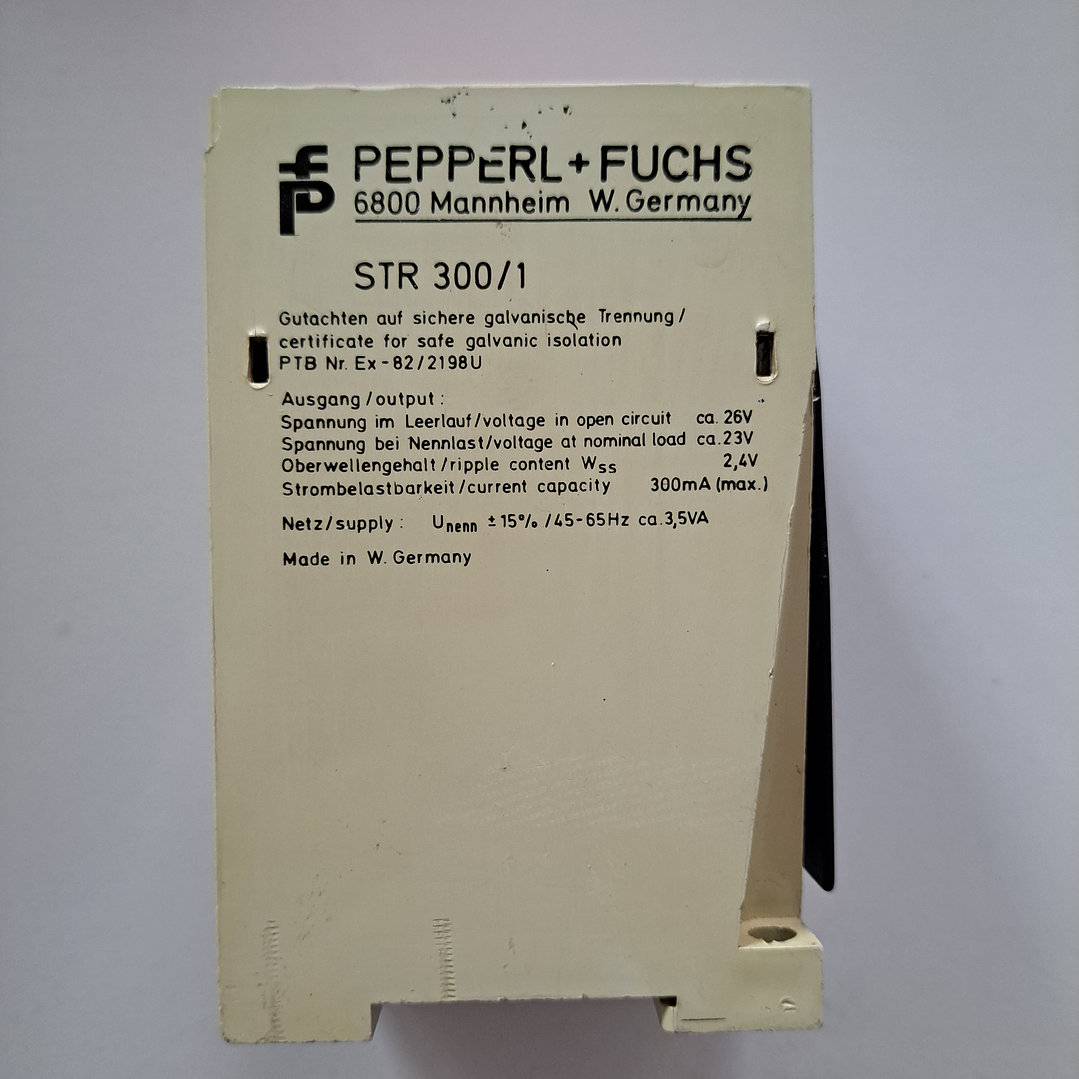 PEPPERL+FUCHS
6800 Mannheim W. Germany
STR 300/1
Gutachten auf sichere galvanische Trennung/
certificate for safe galvanic isolation
PTB Nr. Ex-82/2198U
Ausgang/output:
Spannung im Leerlauf/voltage in open circuit ca. 26V
Spannung bei Nennlast/voltage at nominal load ca. 23V
Oberwellengehalt/ripple content Wss 2,4V
Strombelastbarkeit/current capacity 300mA (max.)
Netz/supply: Unenn ±15% /45-65Hz ca. 3,5VA
Made in W. Germany